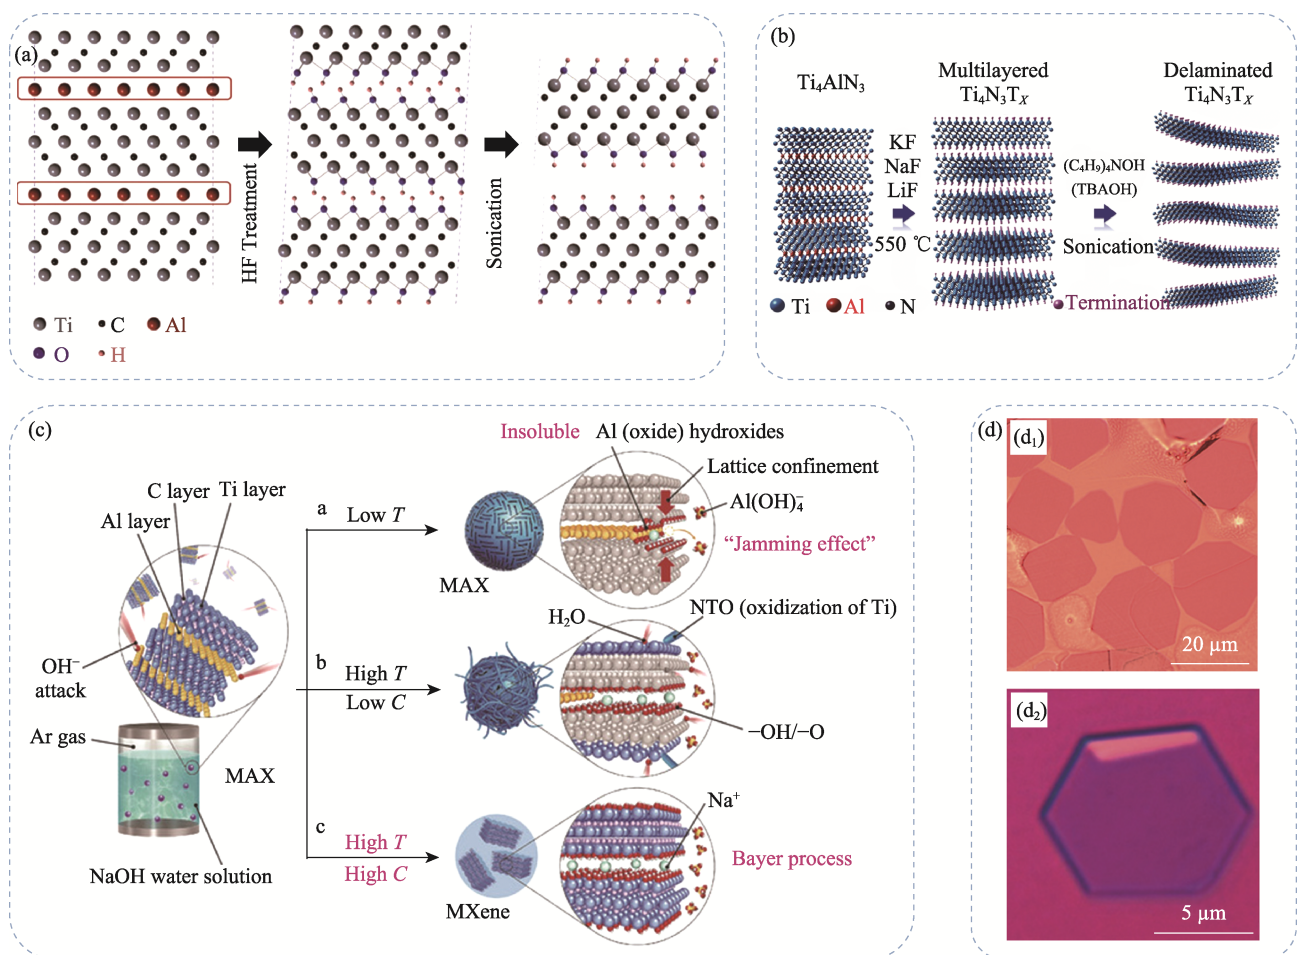 (a)
HF Treatment
Sonication
Ti
C
Al
O
H
(b)
Ti₄AlN₃
Multilayered
Ti₄N₃Tₓ
Delaminated
Ti₄N₃Tₓ
KF
NaF
LiF
550 ℃
(C₄H₉)₄NOH
(TBAOH)
Sonication
Ti
Al
N
Termination
(c)
C layer
Ti layer
Al layer
OH⁻
attack
Ar gas
MAX
NaOH water solution
a
Low T
MAX
Insoluble
Al (oxide) hydroxides
Lattice confinement
Al(OH)₄⁻
“Jamming effect”
b
High T
Low C
H₂O
NTO (oxidization of Ti)
−OH/−O
c
High T
High C
MXene
Na⁺
Bayer process
(d)
(d₁)
20 μm
(d₂)
5 μm